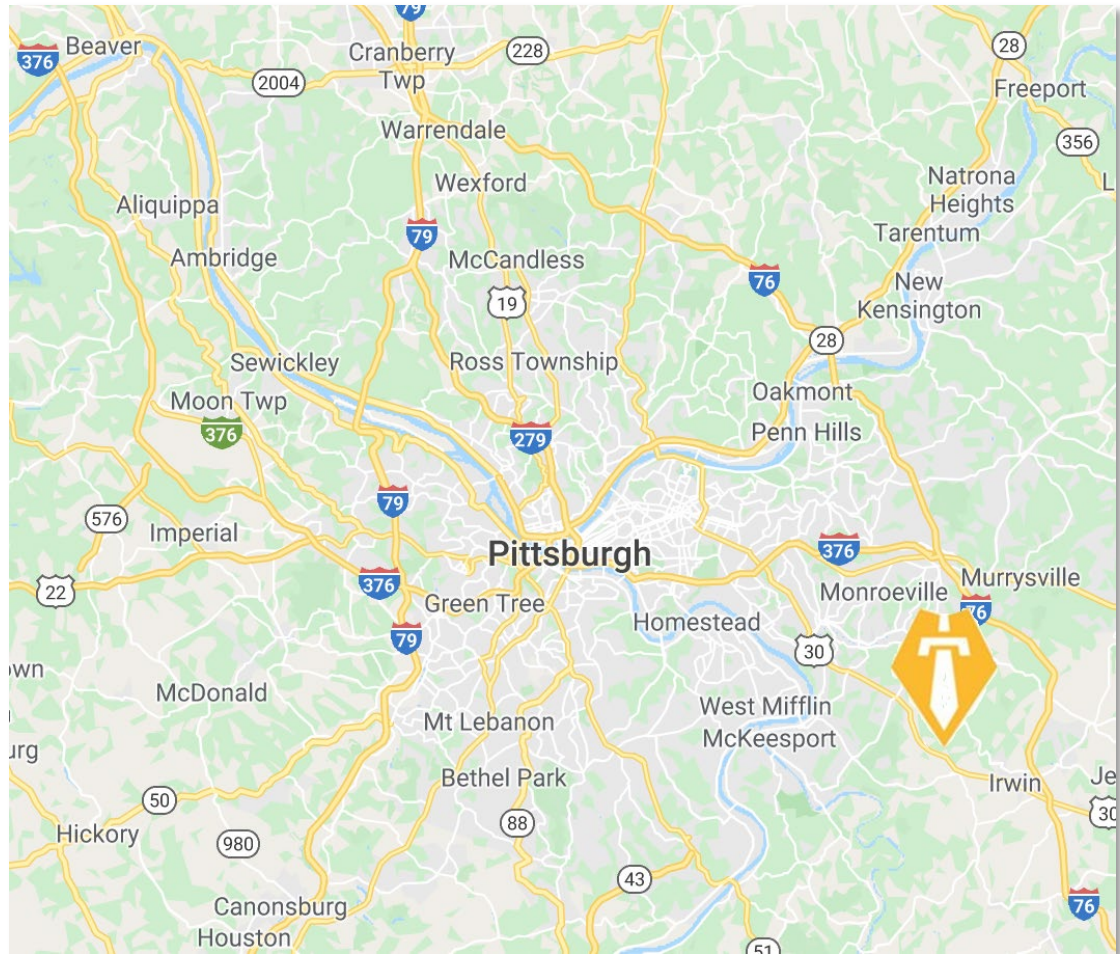 79
Beaver
376
Cranberry
Twp
228
28
2004
Freeport
Warrendale
356
Wexford
Natrona
Heights
L
Aliquippa
79
Tarentum
Ambridge
McCandless
76
New
Kensington
19
28
Sewickley
Ross Township
Oakmont
Moon Twp
376
279
Penn Hills
79
576
Imperial
Pittsburgh
376
22
376
Green Tree
Monroeville
Murrysville
76
79
Homestead
30
own
McDonald
West Mifflin
McKeesport
Mt Lebanon
urg
Bethel Park
Irwin
Je
50
30
Hickory
980
88
43
76
Canonsburg
Houston
51